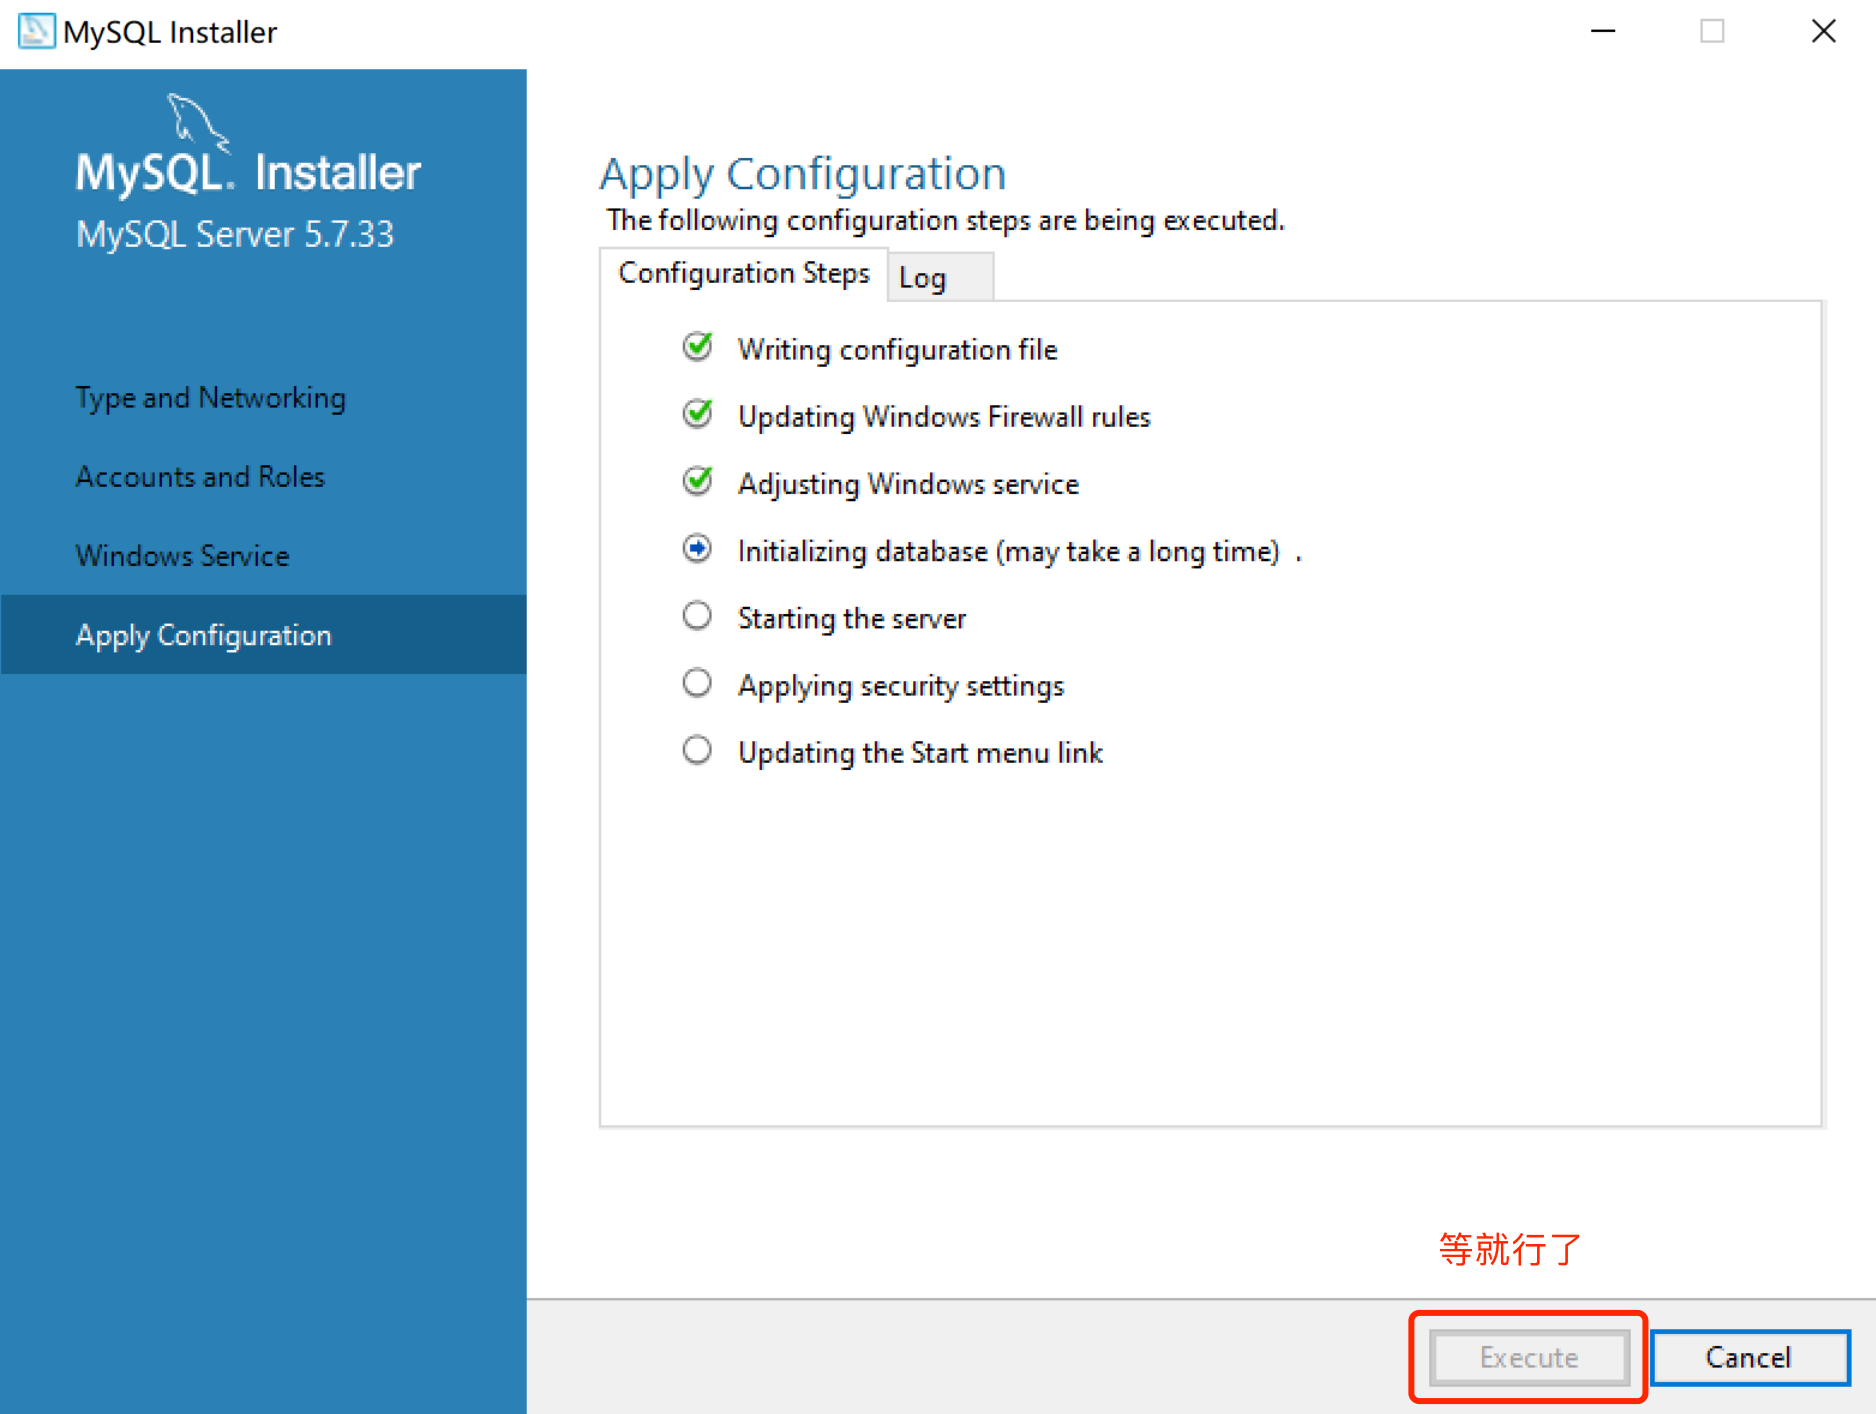 MySQL Installer
MySQL. Installer
MySQL Server 5.7.33
Type and Networking
Accounts and Roles
Windows Service
Apply Configuration
Apply Configuration
The following configuration steps are being executed.
Configuration Steps
Log
Writing configuration file
Updating Windows Firewall rules
Adjusting Windows service
Initializing database (may take a long time) .
Starting the server
Applying security settings
Updating the Start menu link
等就行了
Execute
Cancel